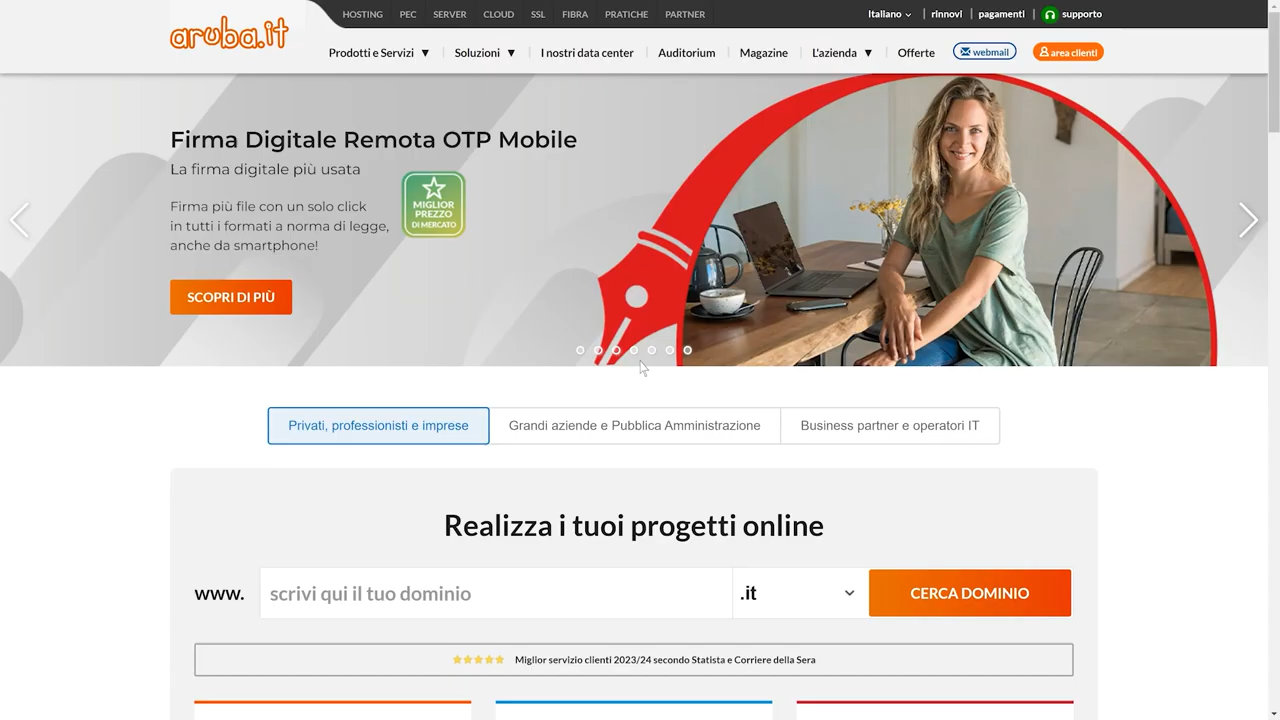 aruba.it
HOSTING PEC SERVER CLOUD SSL FIBRA PRATICHE PARTNER
Italiano rinnovi pagamenti supporto
Prodotti e Servizi ▼ Soluzioni ▼ I nostri data center Auditorium Magazine L'azienda ▼ Offerte webmail area clienti
Firma Digitale Remota OTP Mobile
La firma digitale più usata
Firma più file con un solo click
in tutti i formati a norma di legge,
anche da smartphone!
MIGLIOR
PREZZO
DI MERCATO
SCOPRI DI PIÙ
Privati, professionisti e imprese Grandi aziende e Pubblica Amministrazione Business partner e operatori IT
Realizza i tuoi progetti online
www. scrivi qui il tuo dominio .it CERCA DOMINIO
Miglior servizio clienti 2023/24 secondo Statista e Corriere della Sera